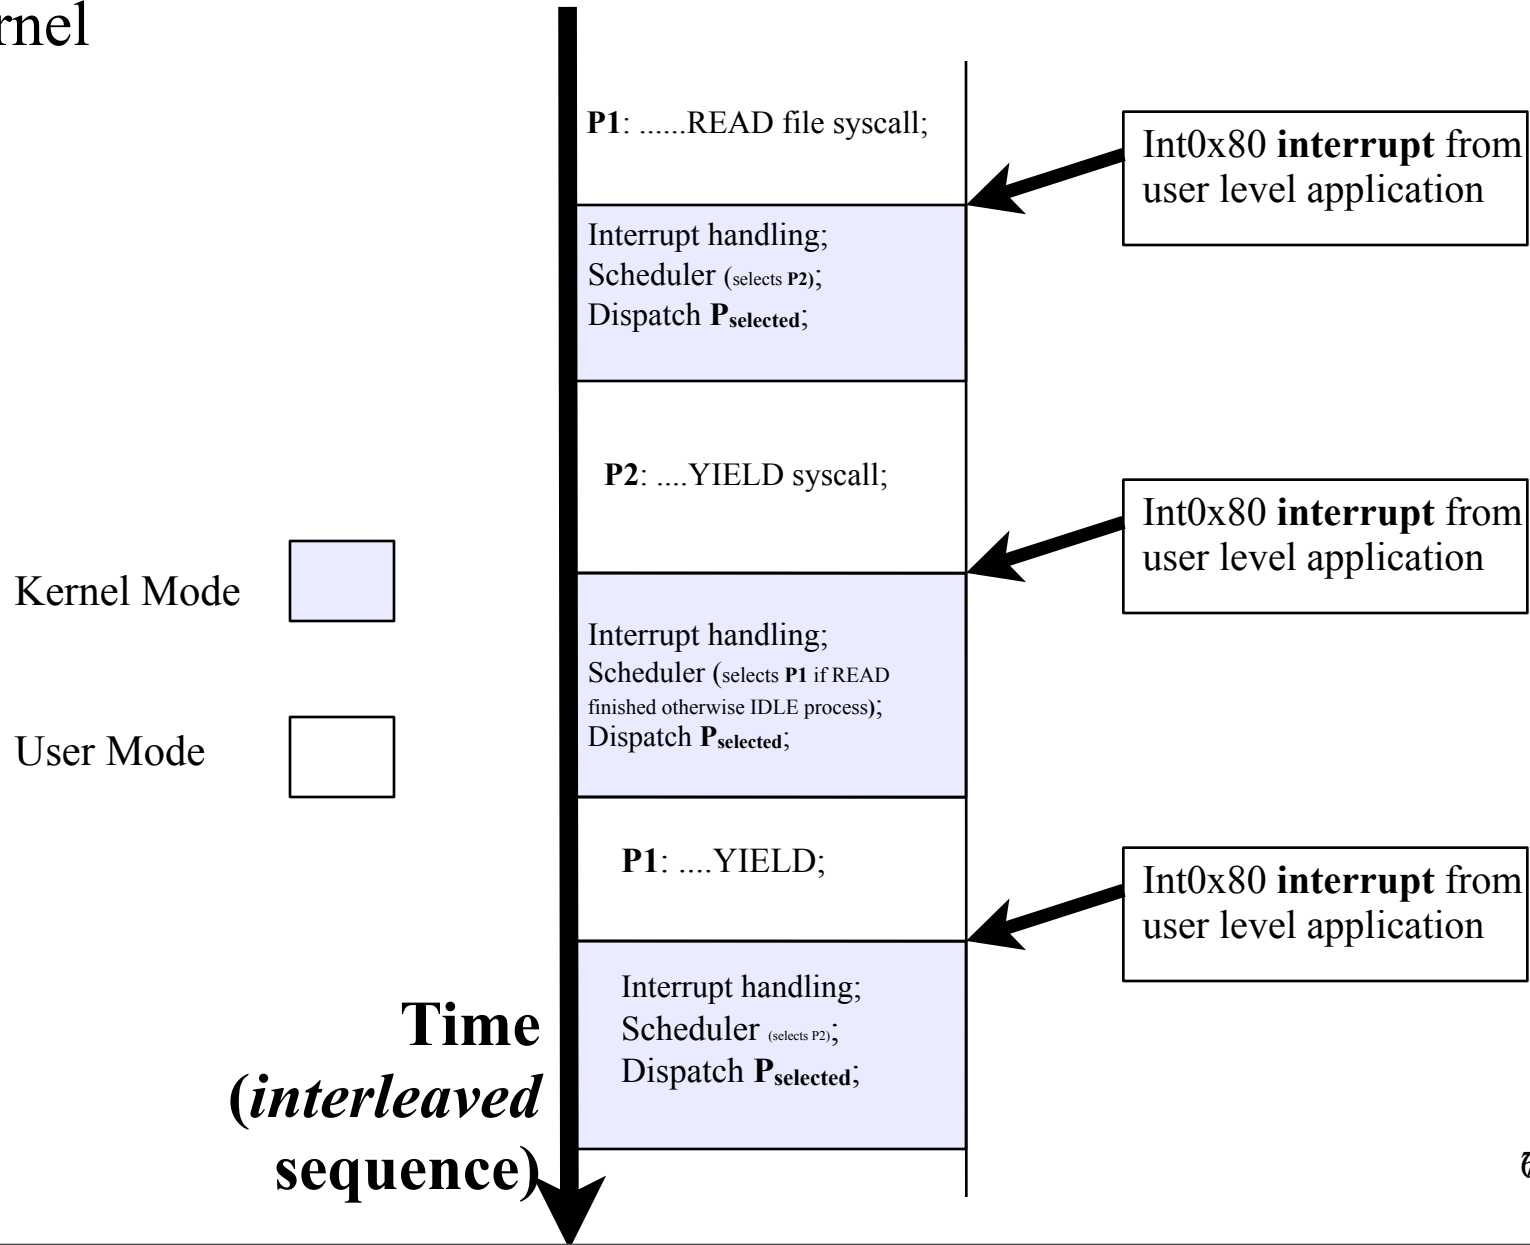 rnel
P1: ......READ file syscall;
Int0x80 interrupt from
user level application
Interrupt handling;
Scheduler (selects P2);
Dispatch Pselected;
P2: ....YIELD syscall;
Int0x80 interrupt from
user level application
Kernel Mode
Interrupt handling;
Scheduler (selects P1 if READ
finished otherwise IDLE process);
Dispatch Pselected;
User Mode
P1: ....YIELD;
Int0x80 interrupt from
user level application
Interrupt handling;
Scheduler (selects P2);
Dispatch Pselected;
Time
(interleaved
sequence)